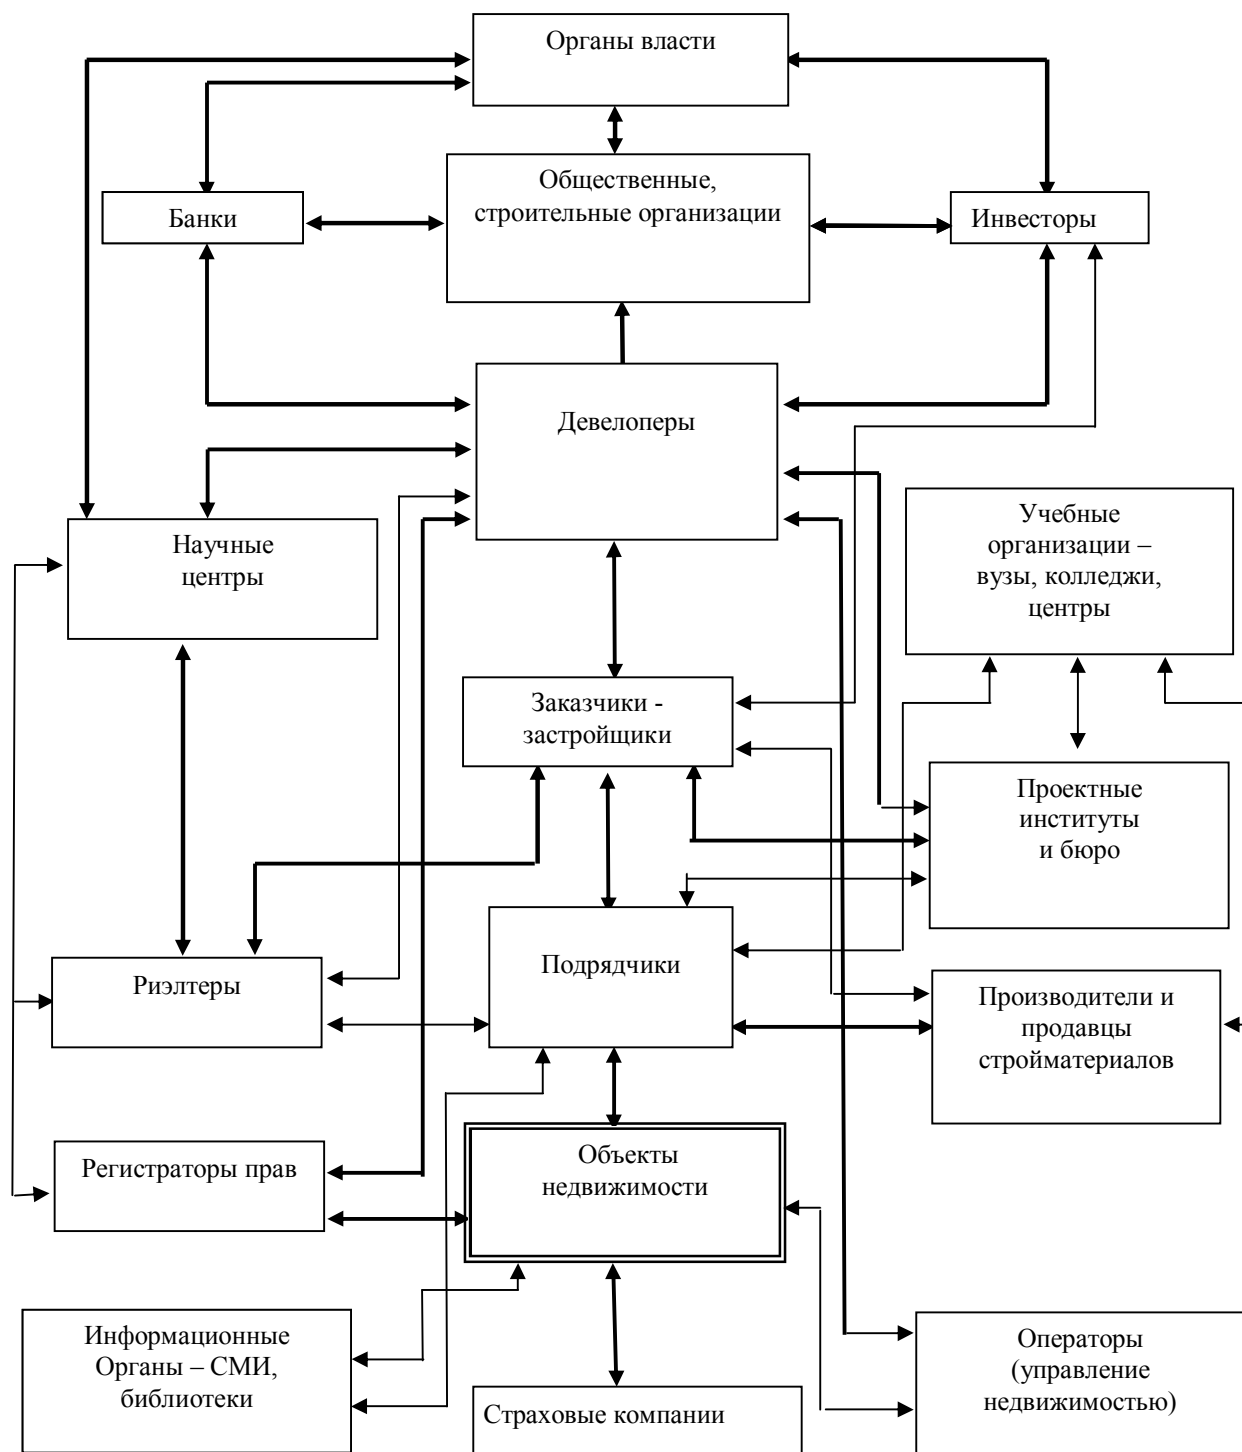 Органы власти
Общественные,
строительные организации
Банки
Инвесторы
Девелоперы
Научные
центры
Учебные
организации –
вузы, колледжи,
центры
Заказчики -
застройщики
Проектные
институты
и бюро
Риэлтеры
Подрядчики
Производители и
продавцы
стройматериалов
Регистраторы прав
Объекты
недвижимости
Информационные
Органы – СМИ,
библиотеки
Страховые компании
Операторы
(управление
недвижимостью)